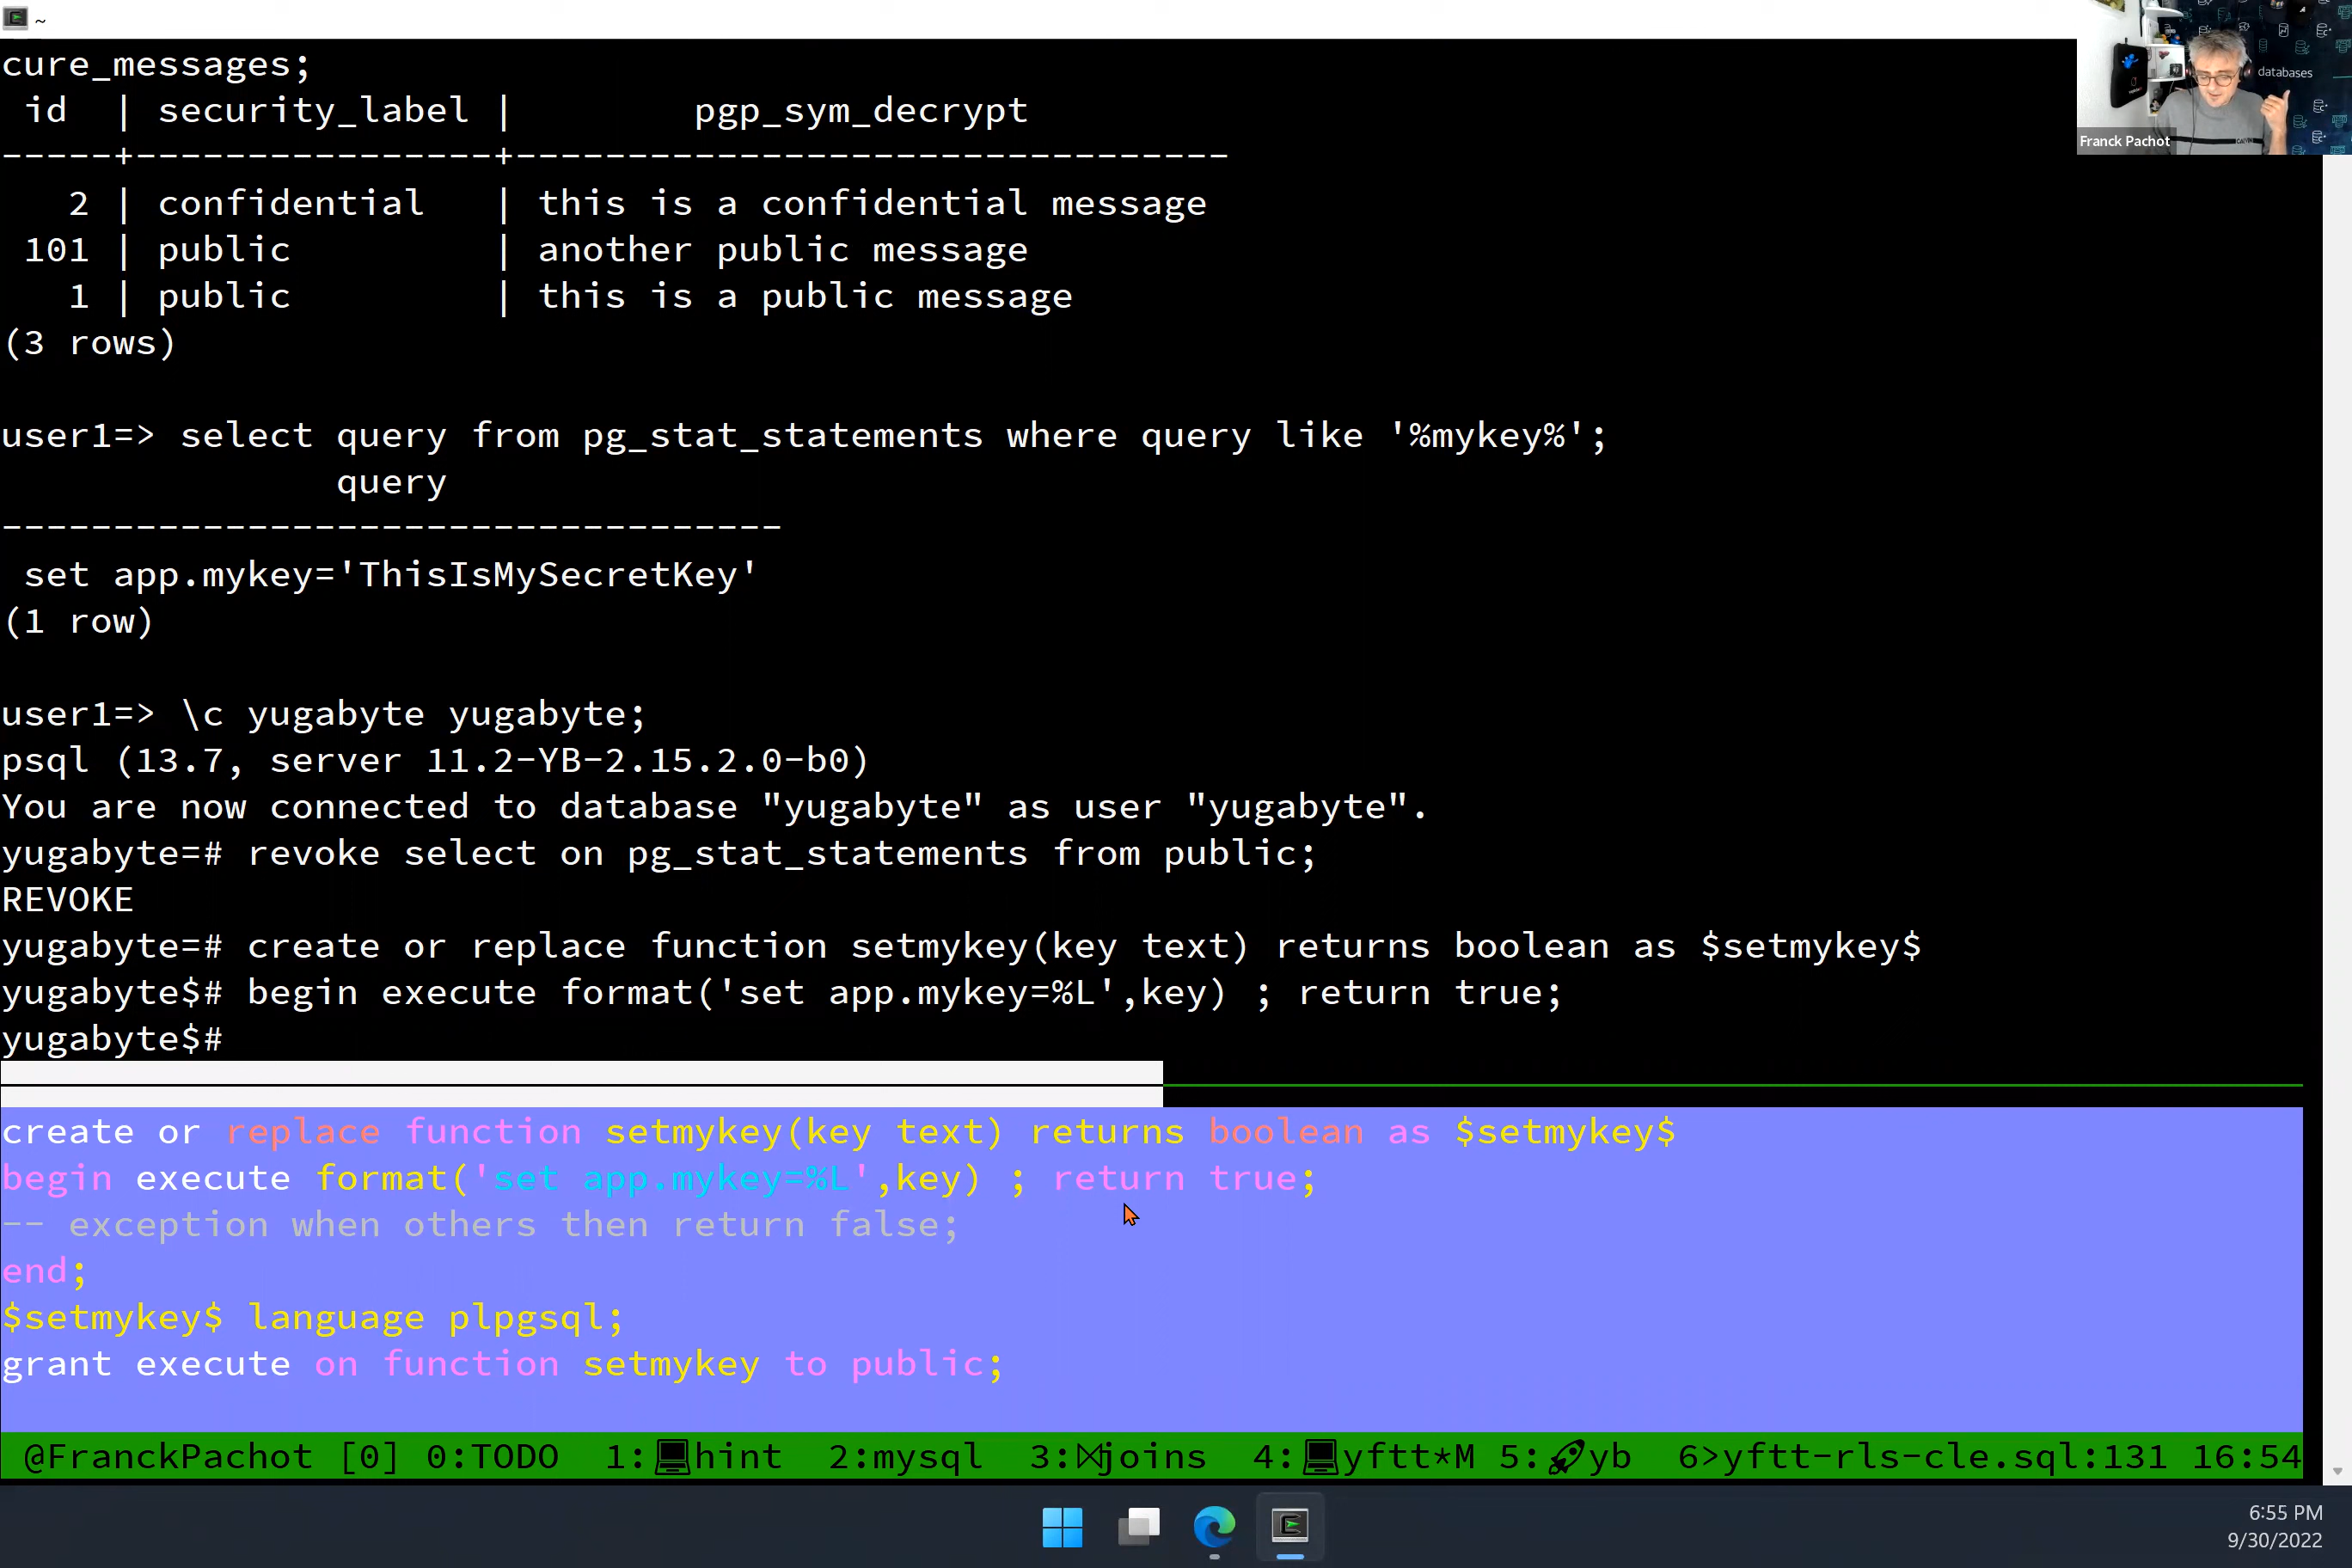 ~
cure_messages;
id | security_label | pgp_sym_decrypt
-----+----------------+-------------------------------
2 | confidential | this is a confidential message
101 | public | another public message
1 | public | this is a public message
(3 rows)
user1=> select query from pg_stat_statements where query like '%mykey%';
query
-----------------------------------
set app.mykey='ThisIsMySecretKey'
(1 row)
user1=> \c yugabyte yugabyte;
psql (13.7, server 11.2-YB-2.15.2.0-b0)
You are now connected to database "yugabyte" as user "yugabyte".
yugabyte=# revoke select on pg_stat_statements from public;
REVOKE
yugabyte=# create or replace function setmykey(key text) returns boolean as $setmykey$
yugabyte$# begin execute format('set app.mykey=%L',key) ; return true;
yugabyte$#
create or replace function setmykey(key text) returns boolean as $setmykey$
begin execute format('set app.mykey=%L',key) ; return true;
-- exception when others then return false;
end;
$setmykey$ language plpgsql;
grant execute on function setmykey to public;
@FranckPachot [0] 0:TODO 1:💻hint 2:mysql 3:⋈joins 4:💻yftt*M 5:🚀yb 6>yftt-rls-cle.sql:131 16:54
databases
Franck Pachot
6:55 PM
9/30/2022